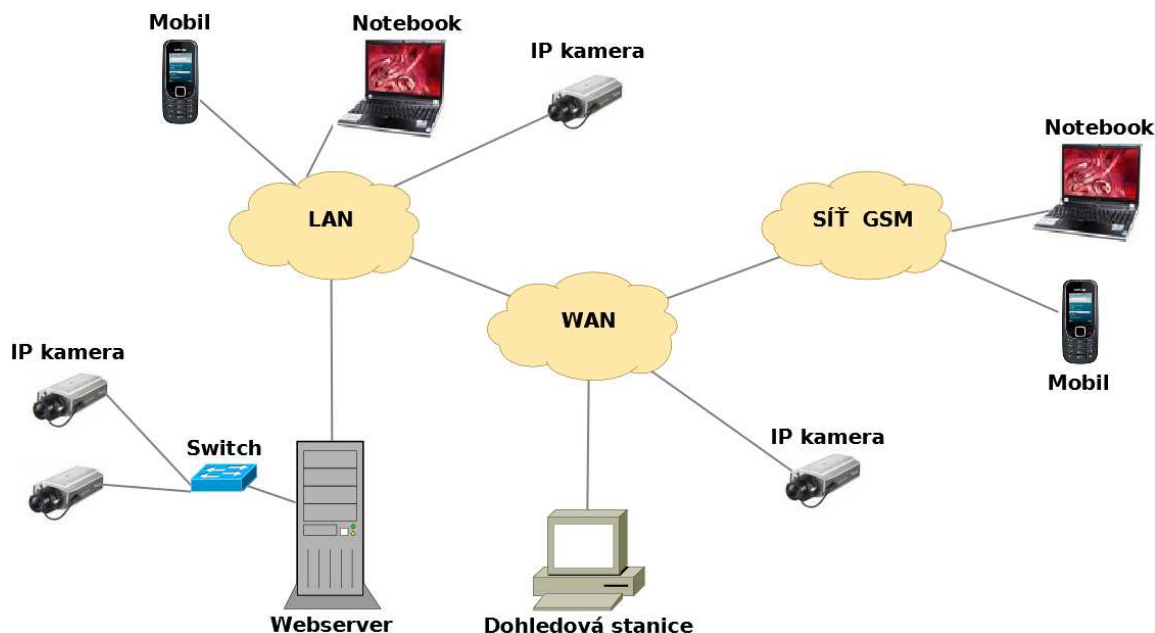 Mobil
Notebook
IP kamera
Notebook
LAN
SÍŤ GSM
WAN
IP kamera
Mobil
Switch
IP kamera
Webserver
Dohledová stanice